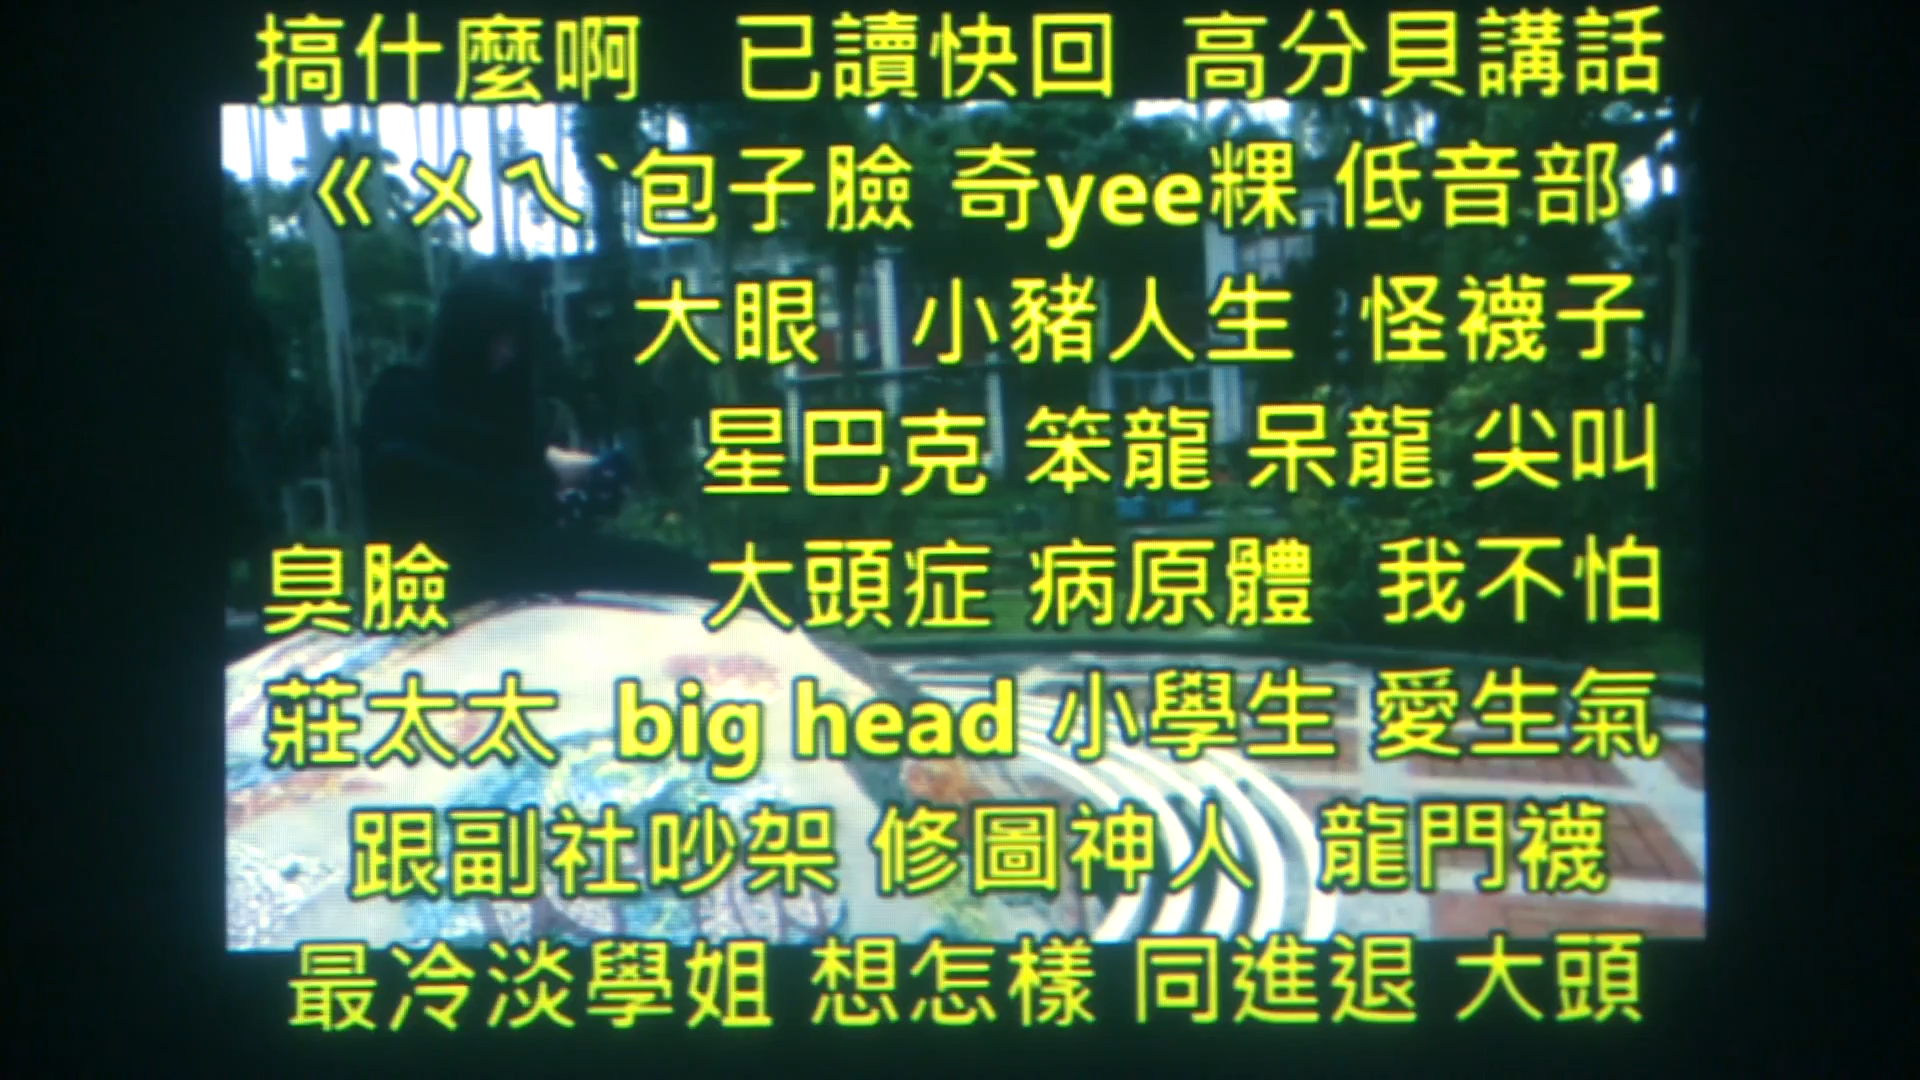 搞什麼啊 已讀快回 高分貝講話
ㄍㄨㄟˋ包子臉 奇yee粿 低音部
大眼 小豬人生 怪襪子
星巴克 笨龍 呆龍 尖叫
臭臉 大頭症 病原體 我不怕
莊太太 big head 小學生 愛生氣
跟副社吵架 修圖神人 龍門襪
最冷淡學姐 想怎樣 同進退 大頭